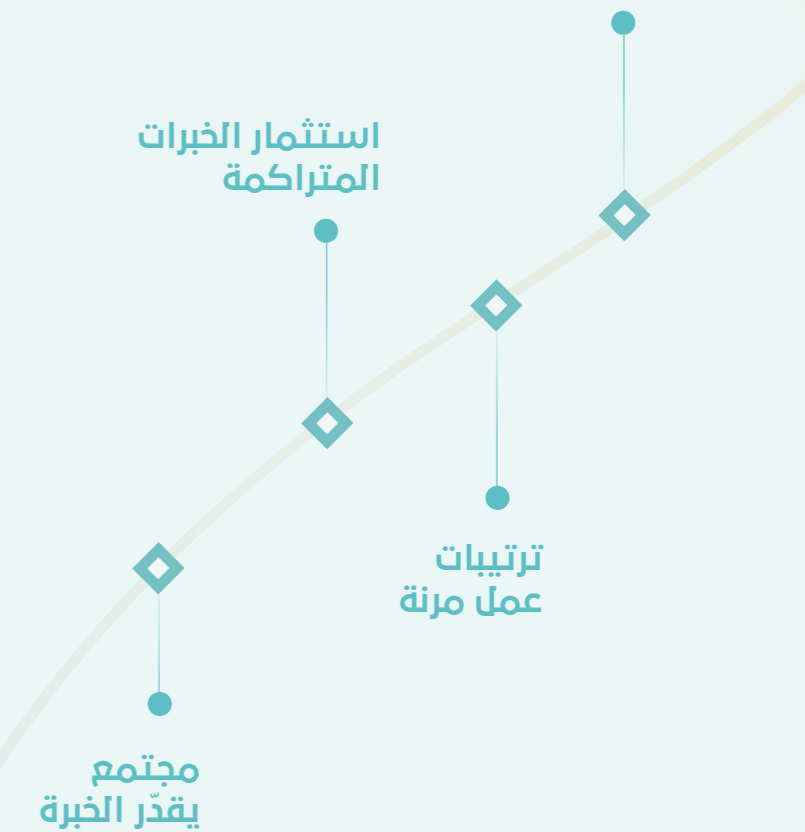 استثمار الخبرات
المتراكمة
ترتيبات
عمل مرنة
مجتمع
يقدّر الخبرة